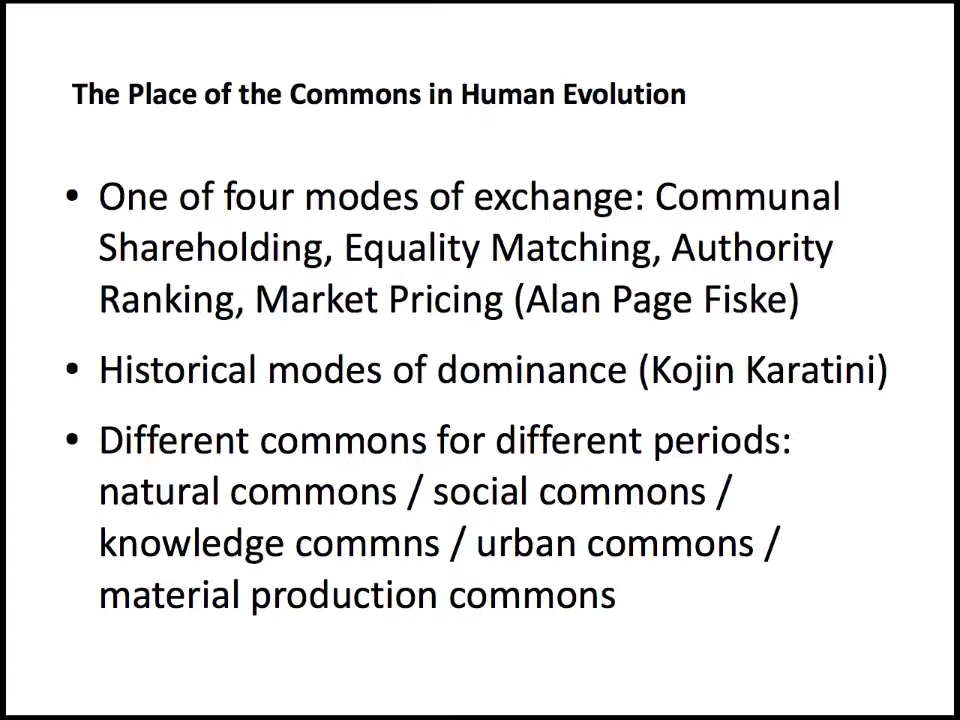 The Place of the Commons in Human Evolution
• One of four modes of exchange: Communal
Shareholding, Equality Matching, Authority
Ranking, Market Pricing (Alan Page Fiske)
• Historical modes of dominance (Kojin Karatini)
• Different commons for different periods:
natural commons / social commons /
knowledge commns / urban commons /
material production commons